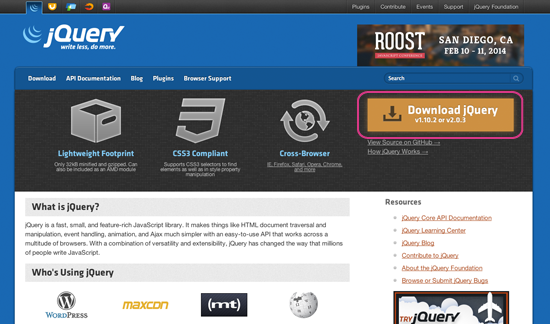 Plugins Contribute Events Support jQuery Foundation
jQuery
write less, do more.
ROOST
SAN DIEGO, CA
FEB 10 - 11, 2014
Download API Documentation Blog Plugins Browser Support
Search
Lightweight Footprint
Only 32kB minified and gzipped. Can
also be included as an AMD module
CSS3 Compliant
Supports CSS3 selectors to find
elements as well as in style property
manipulation
Cross-Browser
IE, Firefox, Safari, Opera, Chrome,
and more
Download jQuery
v1.10.2 or v2.0.3
View Source on GitHub →
How jQuery Works →
What is jQuery?
jQuery is a fast, small, and feature-rich JavaScript library. It makes things like HTML document traversal and
manipulation, event handling, animation, and Ajax much simpler with an easy-to-use API that works across a
multitude of browsers. With a combination of versatility and extensibility, jQuery has changed the way that millions
of people write JavaScript.
Who's Using jQuery
WORDPRESS
maxcdn
(mt)
Resources
jQuery Core API Documentation
jQuery Learning Center
jQuery Blog
Contribute to jQuery
About the jQuery Foundation
Browse or Submit jQuery Bugs
TRY jQUERY